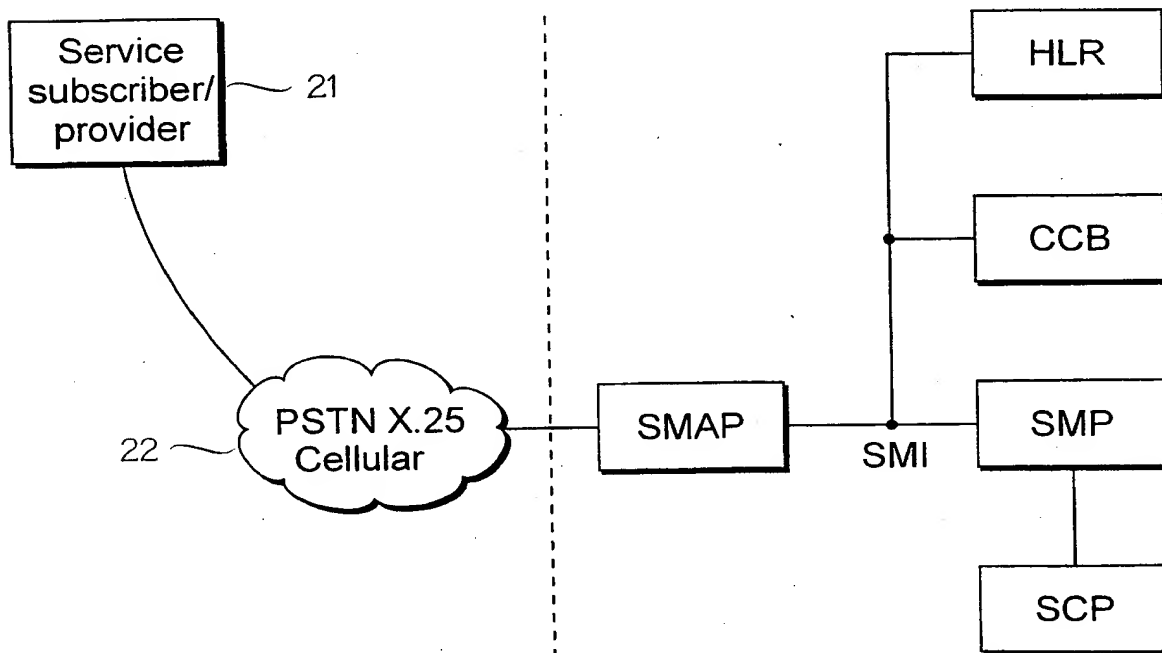 Service
subscriber/
provider
21
HLR
CCB
PSTN X.25
Cellular
22
SMAP
SMI
SMP
SCP